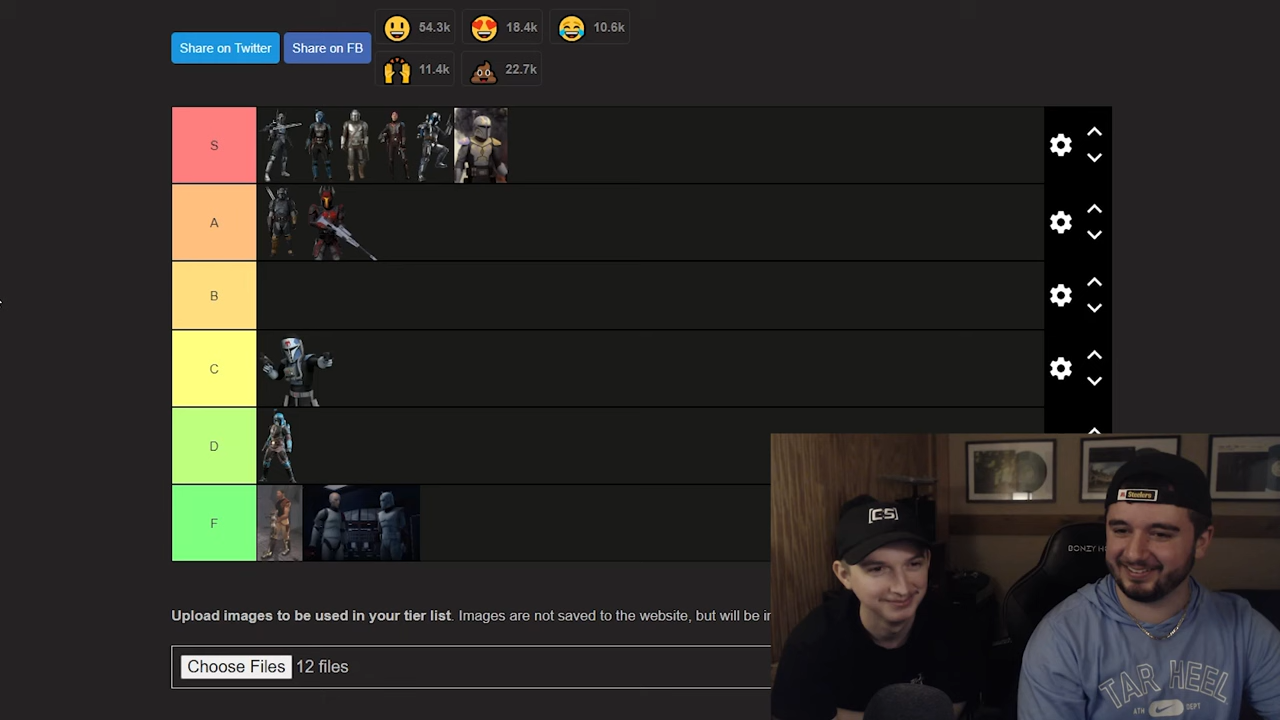 54.3k
18.4k
10.6k
Share on Twitter
Share on FB
11.4k
22.7k
S
A
B
C
D
F
Upload images to be used in your tier list. Images are not saved to the website, but will be
Choose Files 12 files
CS
Steelers
TAR HEEL
ATH
DEPT